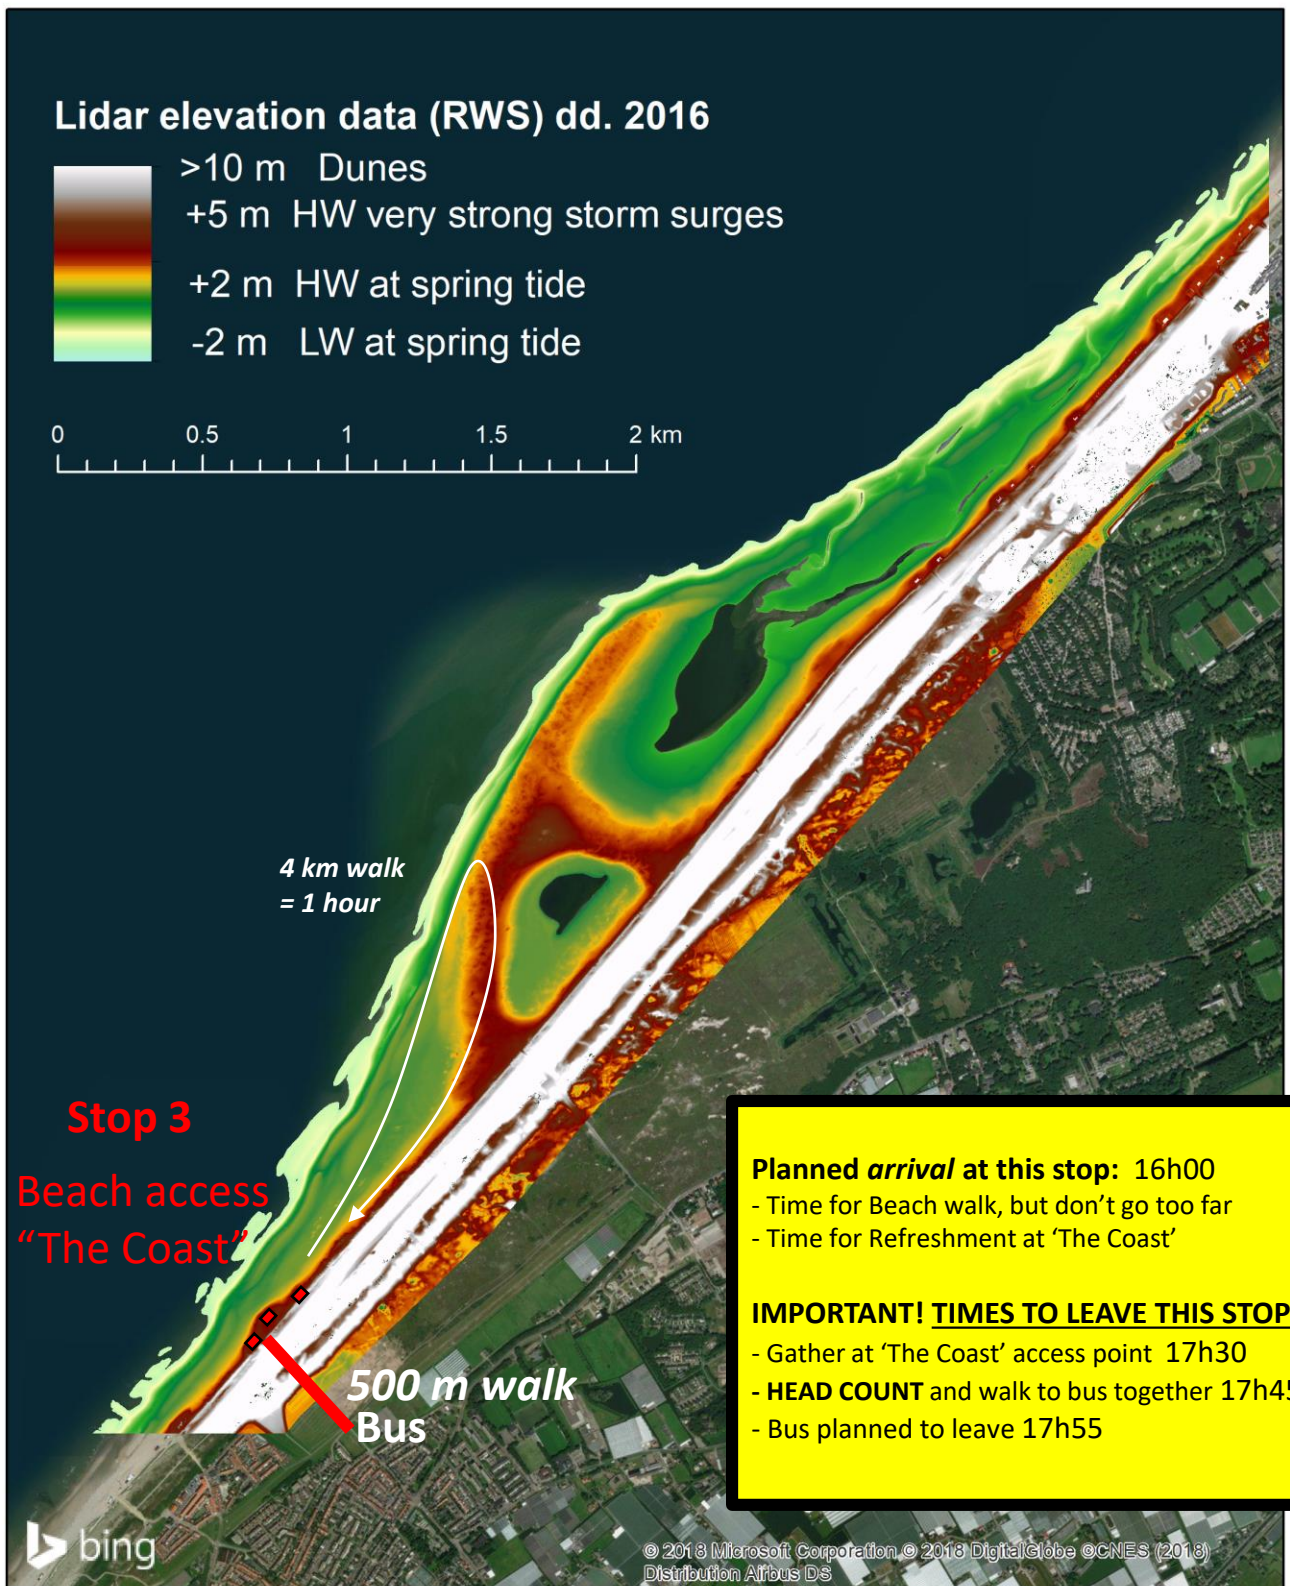 Lidar elevation data (RWS) dd. 2016
>10 m Dunes
+5 m HW very strong storm surges
+2 m HW at spring tide
-2 m LW at spring tide
0 0.5 1 1.5 2 km
4 km walk
= 1 hour
Stop 3
Beach access
“The Coast”
Planned arrival at this stop: 16h00
- Time for Beach walk, but don’t go too far
- Time for Refreshment at ‘The Coast’
IMPORTANT! TIMES TO LEAVE THIS STOP
- Gather at ‘The Coast’ access point 17h30
- HEAD COUNT and walk to bus together 17h45
- Bus planned to leave 17h55
500 m walk
Bus
bing
© 2018 Microsoft Corporation © 2018 DigitalGlobe ©CNES (2018)
Distribution Airbus DS